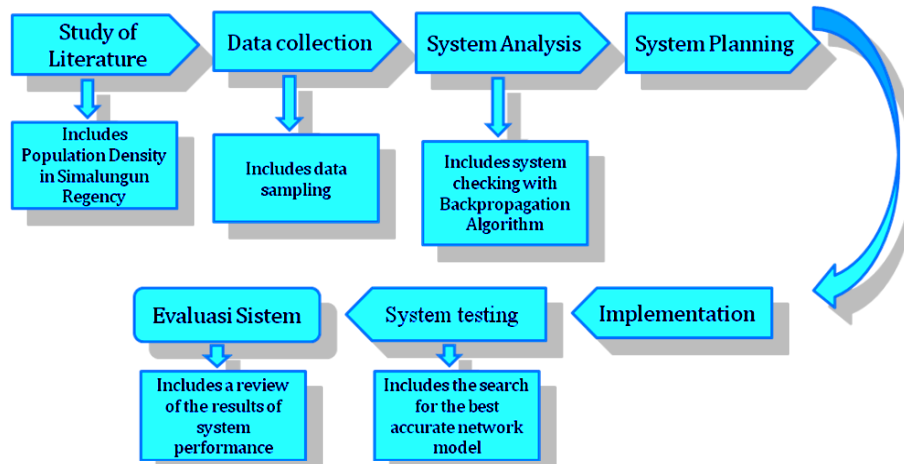 Study of
Literature
Data collection
System Analysis
System Planning
Includes
Population Density
in Simalungun
Regency
Includes data
sampling
Includes system
checking with
Backpropagation
Algorithm
Evaluasi Sistem
System testing
Implementation
Includes a review
of the results of
system
performance
Includes the search
for the best
accurate network
model